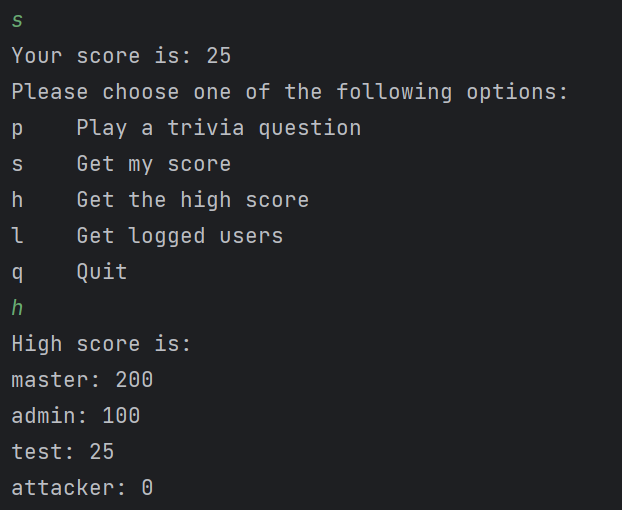 s
Your score is: 25
Please choose one of the following options:
p    Play a trivia question
s    Get my score
h    Get the high score
l    Get logged users
q    Quit
h
High score is:
master: 200
admin: 100
test: 25
attacker: 0